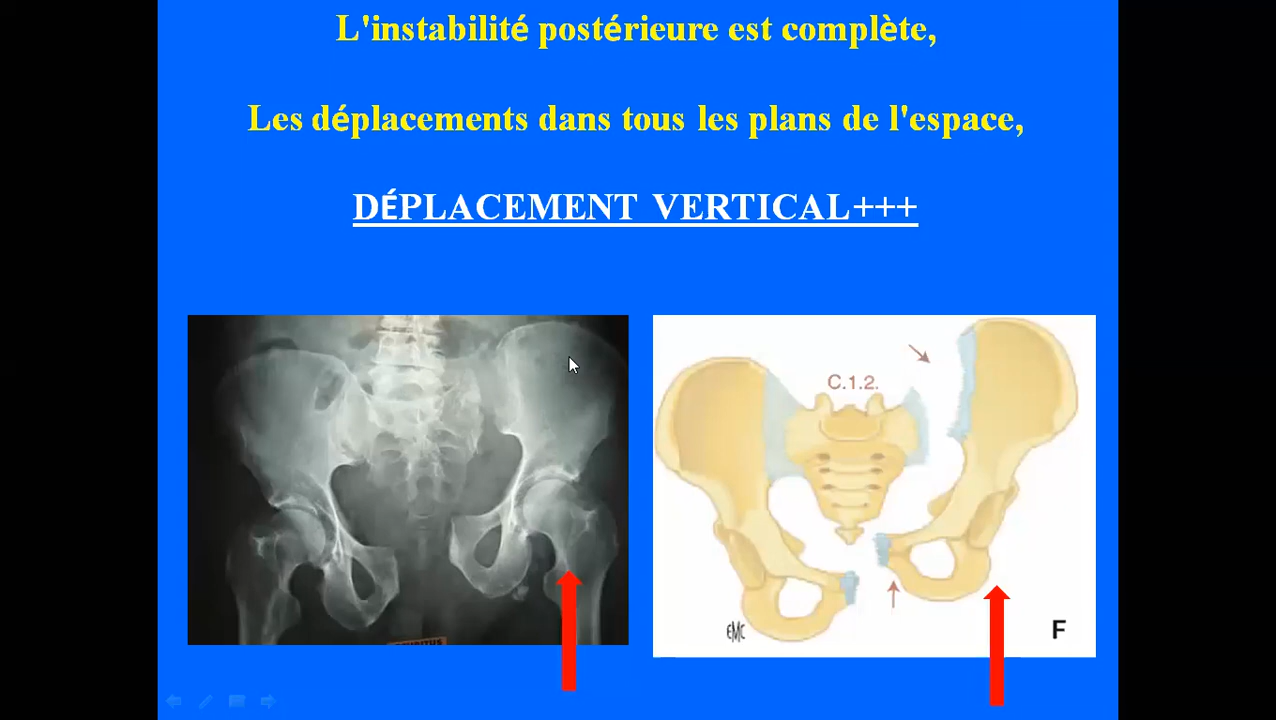 L'instabilité postérieure est complète,
Les déplacements dans tous les plans de l'espace,
DÉPLACEMENT VERTICAL+++
C.1.2.
EMC
F